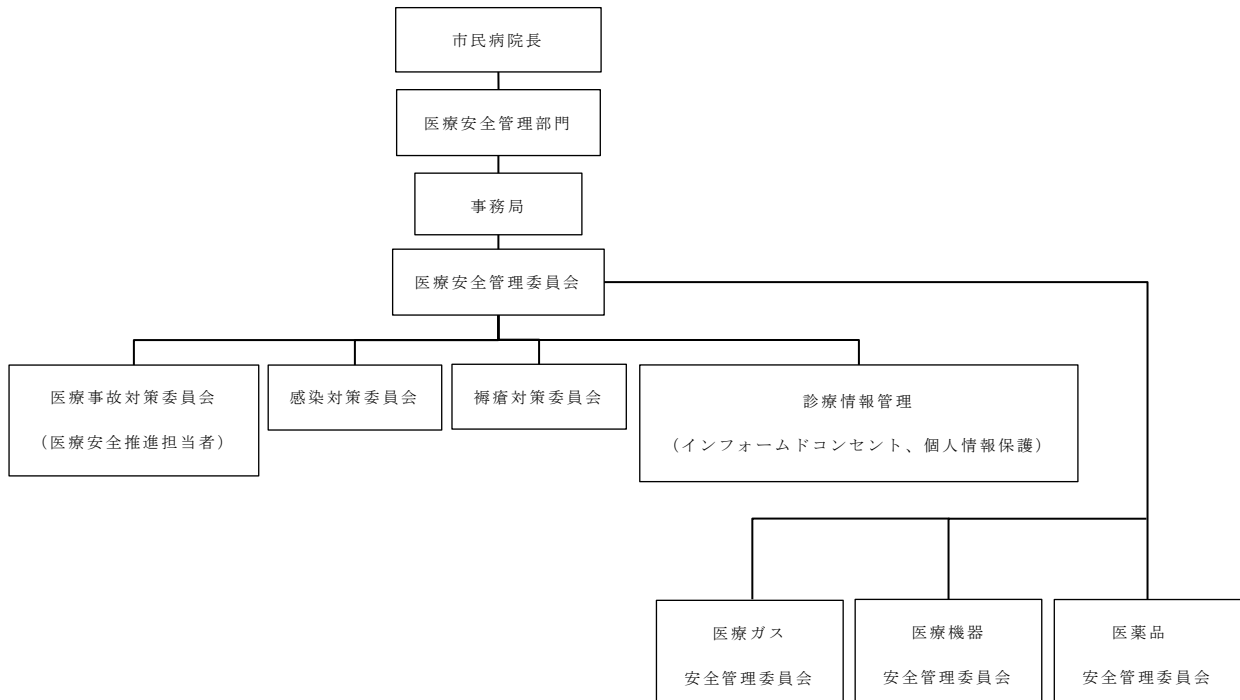 市民病院長
医療安全管理部門
事務局
医療安全管理委員会
医療事故対策委員会
（医療安全推進担当者）
感染対策委員会
褥瘡対策委員会
診療情報管理
（インフォームドコンセント、個人情報保護）
医療ガス
安全管理委員会
医療機器
安全管理委員会
医薬品
安全管理委員会